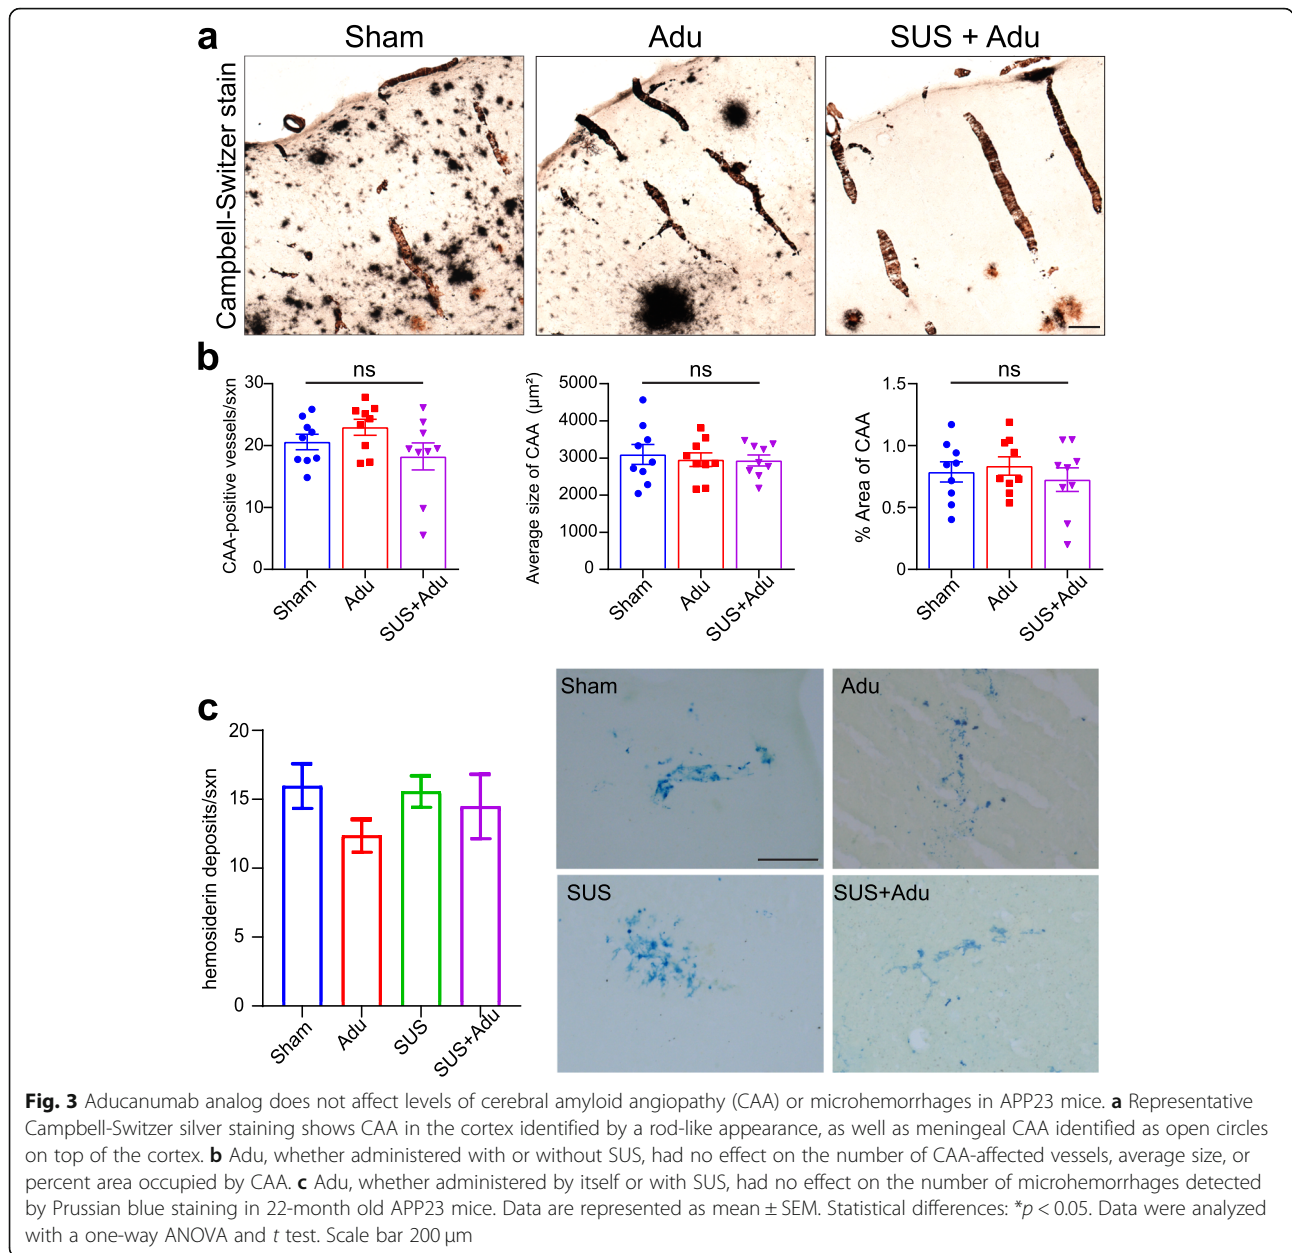 a
Sham
Adu
SUS + Adu
Campbell-Switzer stain
b
CAA-positive vessels/sxn
30
20
10
0
ns
Sham
Adu
SUS+Adu
Average size of CAA (µm²)
5000
4000
3000
2000
1000
0
ns
Sham
Adu
SUS+Adu
% Area of CAA
1.5
1.0
0.5
0
ns
Sham
Adu
SUS+Adu
c
hemosiderin deposits/sxn
20
15
10
5
0
Sham
Adu
SUS
SUS+Adu
Sham
Adu
SUS
SUS+Adu
Fig. 3 Aducanumab analog does not affect levels of cerebral amyloid angiopathy (CAA) or microhemorrhages in APP23 mice. a Representative
Campbell-Switzer silver staining shows CAA in the cortex identified by a rod-like appearance, as well as meningeal CAA identified as open circles
on top of the cortex. b Adu, whether administered with or without SUS, had no effect on the number of CAA-affected vessels, average size, or
percent area occupied by CAA. c Adu, whether administered by itself or with SUS, had no effect on the number of microhemorrhages detected
by Prussian blue staining in 22-month old APP23 mice. Data are represented as mean ± SEM. Statistical differences: *p < 0.05. Data were analyzed
with a one-way ANOVA and t test. Scale bar 200 µm